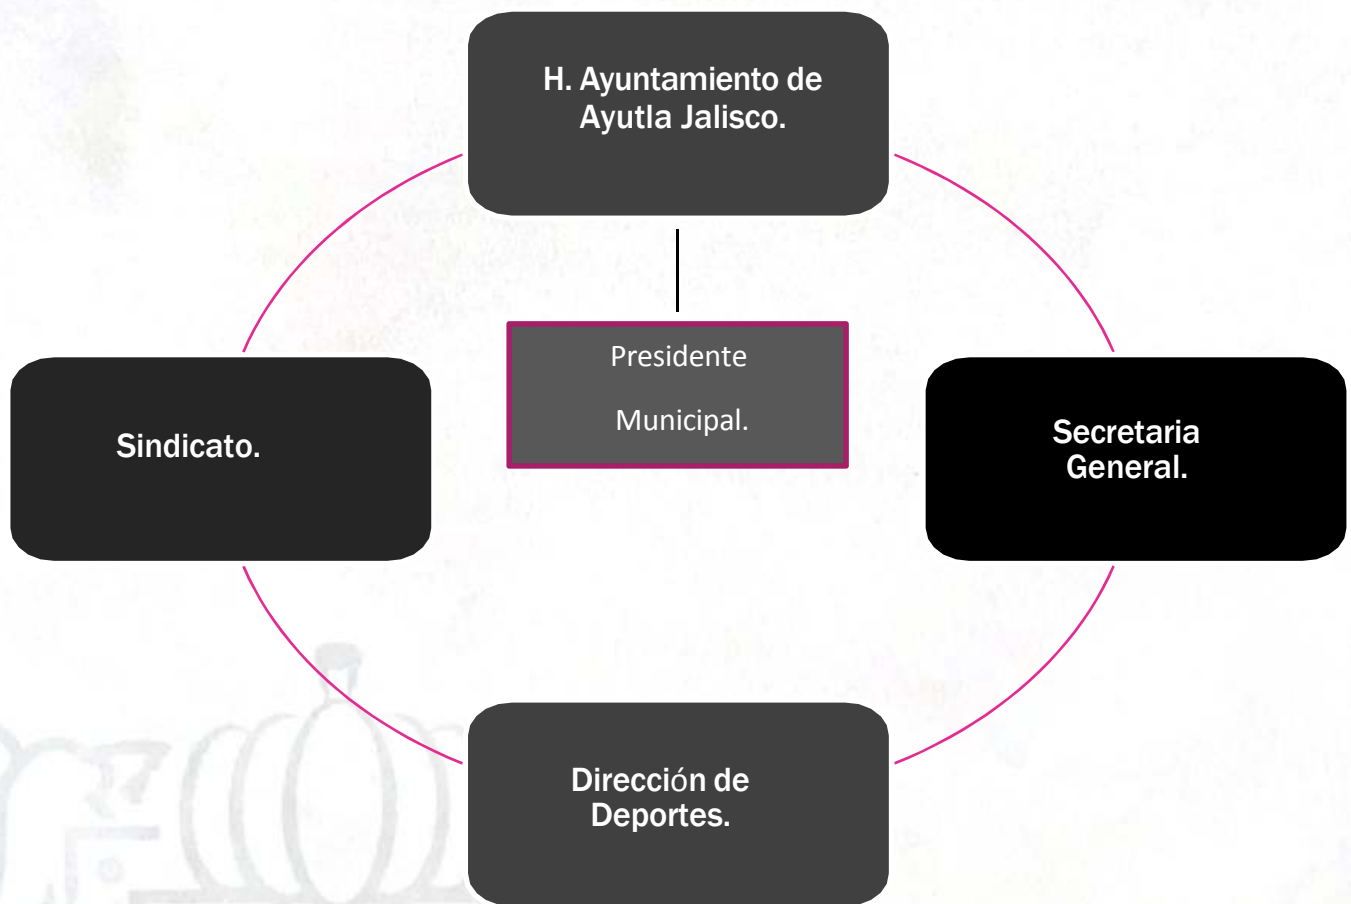 H. Ayuntamiento de
Ayutla Jalisco.
Presidente
Municipal.
Sindicato.
Secretaria
General.
Dirección de
Deportes.